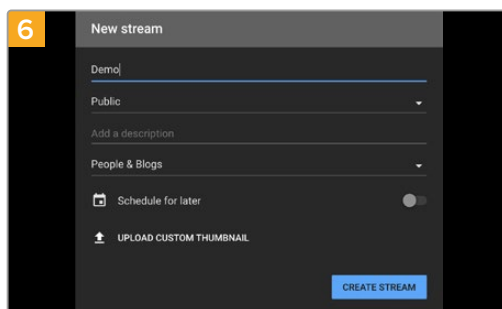 6
New stream
Demo
Public
Add a description
People & Blogs
Schedule for later
UPLOAD CUSTOM THUMBNAIL
CREATE STREAM